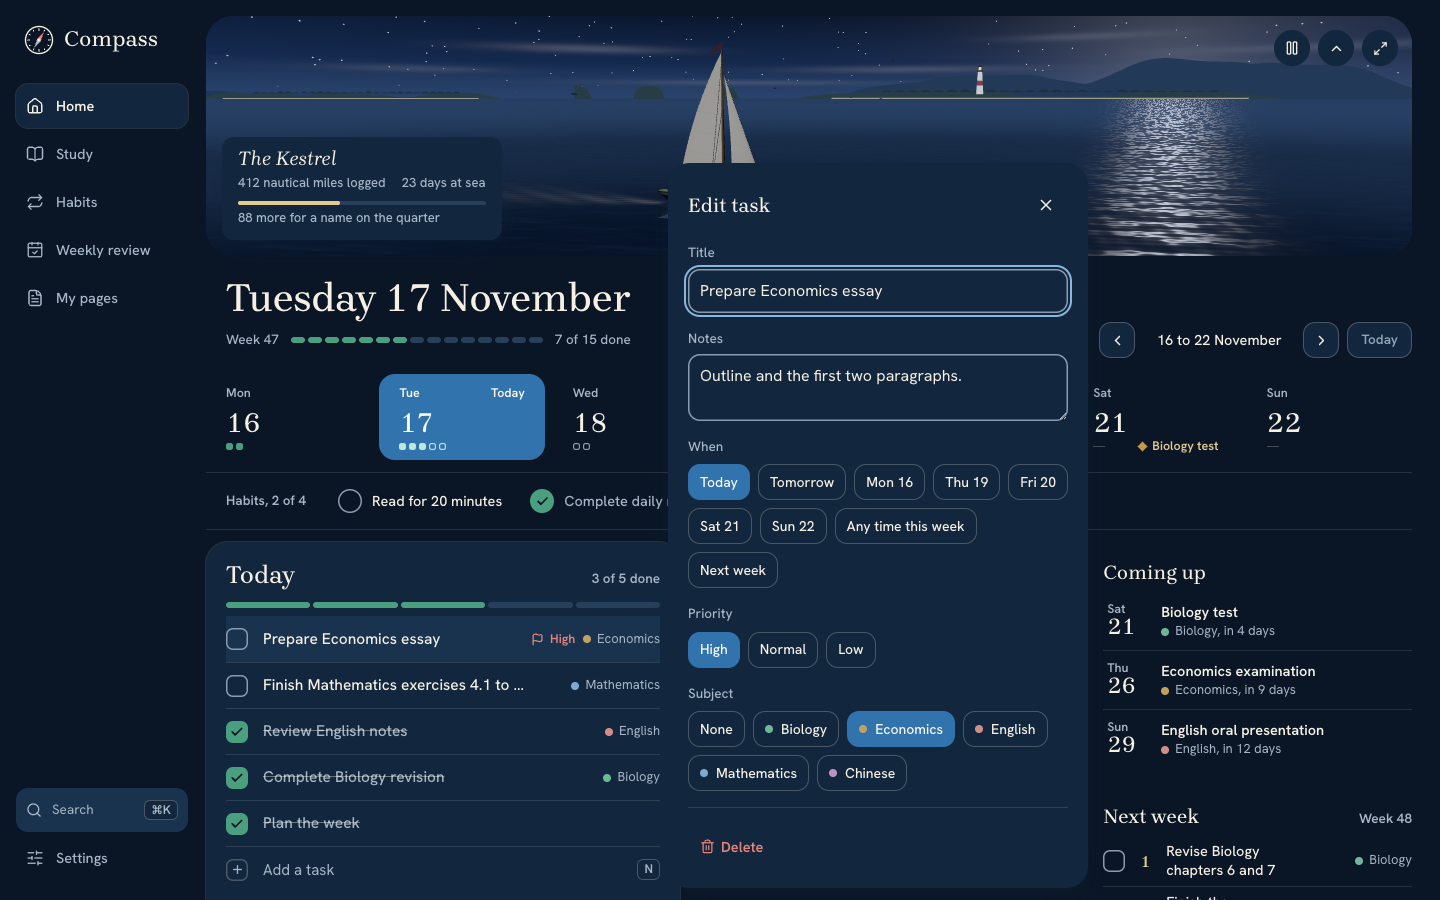 Compass
Home
Study
Habits
Weekly review
My pages
Search ⌘K
Settings
The Kestrel
412 nautical miles logged 23 days at sea
88 more for a name on the quarter
Tuesday 17 November
Week 47 7 of 15 done
16 to 22 November Today
Mon 16
Tue Today 17
Wed 18
Sat 21
Biology test
Sun 22
Habits, 2 of 4 Read for 20 minutes Complete daily
Today 3 of 5 done
Prepare Economics essay High Economics
Finish Mathematics exercises 4.1 to ... Mathematics
Review English notes English
Complete Biology revision Biology
Plan the week
Add a task N
Edit task
Title
Prepare Economics essay
Notes
Outline and the first two paragraphs.
When
Today Tomorrow Mon 16 Thu 19 Fri 20
Sat 21 Sun 22 Any time this week
Next week
Priority
High Normal Low
Subject
None Biology Economics English
Mathematics Chinese
Delete
Coming up
Sat 21 Biology test
Biology, in 4 days
Thu 26 Economics examination
Economics, in 9 days
Sun 29 English oral presentation
English, in 12 days
Next week Week 48
1 Revise Biology
chapters 6 and 7 Biology